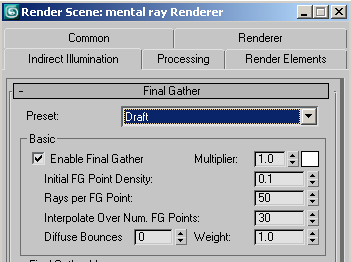 Render Scene: mental ray Renderer
Common Renderer
Indirect Illumination Processing Render Elements
- Final Gather
Preset: Draft
Basic
Enable Final Gather Multiplier: 1.0
Initial FG Point Density: 0.1
Rays per FG Point: 50
Interpolate Over Num. FG Points: 30
Diffuse Bounces 0 Weight: 1.0